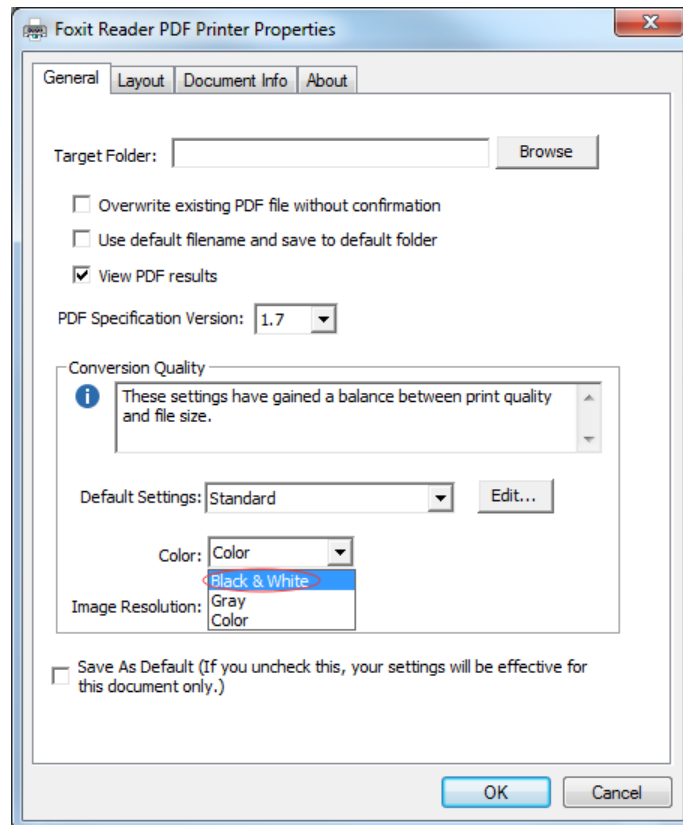 Foxit Reader PDF Printer Properties
General Layout Document Info About
Target Folder: Browse
Overwrite existing PDF file without confirmation
Use default filename and save to default folder
View PDF results
PDF Specification Version: 1.7
Conversion Quality
These settings have gained a balance between print quality
and file size.
Default Settings: Standard Edit...
Color: Color
Black & White
Image Resolution: Gray
Color
Save As Default (If you uncheck this, your settings will be effective for
this document only.)
OK Cancel